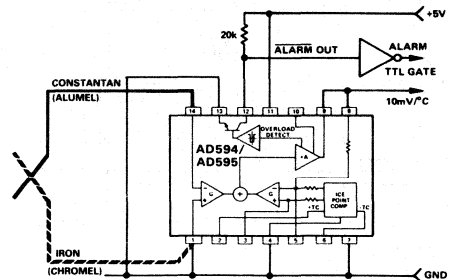 +5V
20k
ALARM OUT
ALARM
TTL GATE
CONSTANTAN
(ALUMEL)
10mV/°C
14 13 12 11 10 9 8
OVERLOAD
DETECT
AD594/
AD595
+A
- G
+
G -
+
ICE
POINT
COMP
+TC
-TC
1 2 3 4 5 6 7
IRON
(CHROMEL)
GND